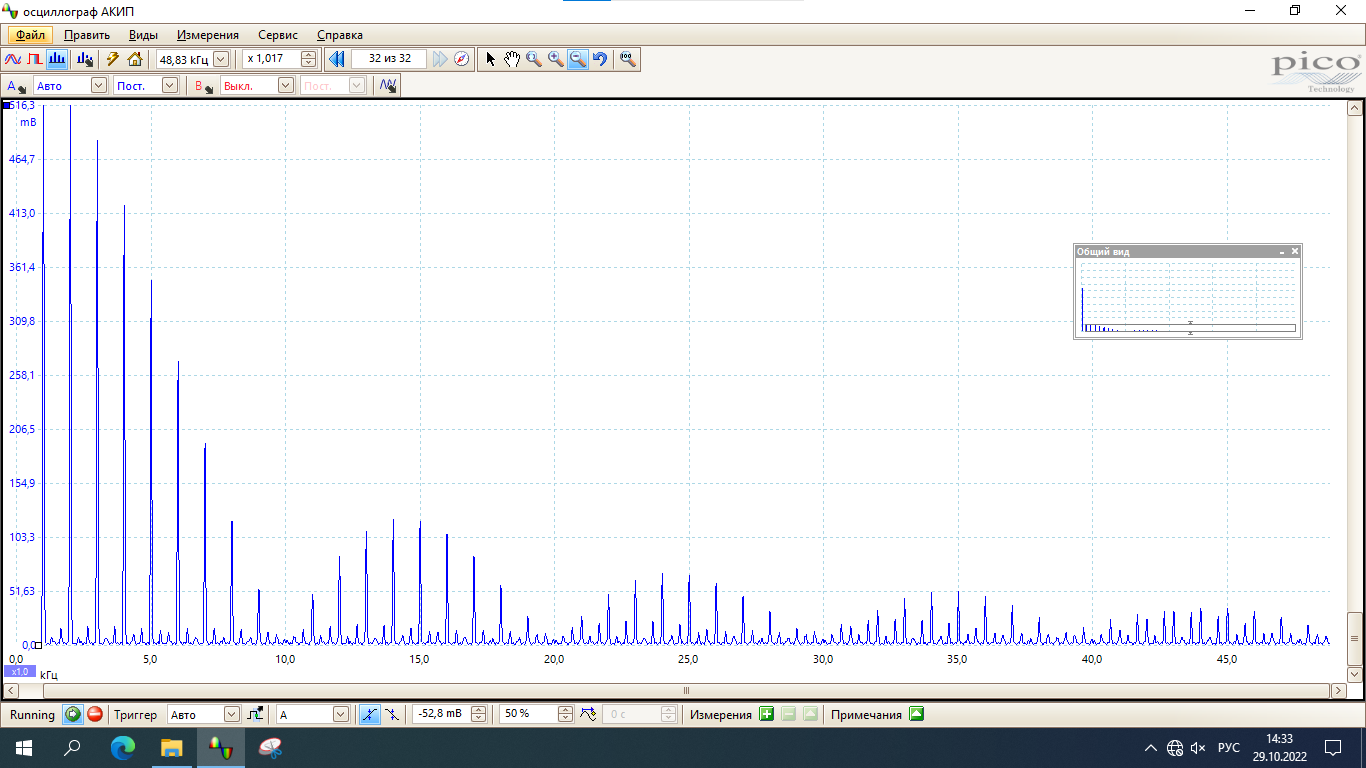 осциллограф АКИП
Файл Править Виды Измерения Сервис Справка
48,83 кГц x 1,017 32 из 32
pico
Technology
A Авто Пост. B Выкл. Пост.
516,3
mB
464,7
413,0
361,4
309,8
258,1
206,5
154,9
103,3
51,63
0,0
Общий вид
0,0 5,0 10,0 15,0 20,0 25,0 30,0 35,0 40,0 45,0
x1,0 кГц
Running Триггер Авто A -52,8 mB 50 % 0 c Измерения Примечания
РУС
14:33
29.10.2022